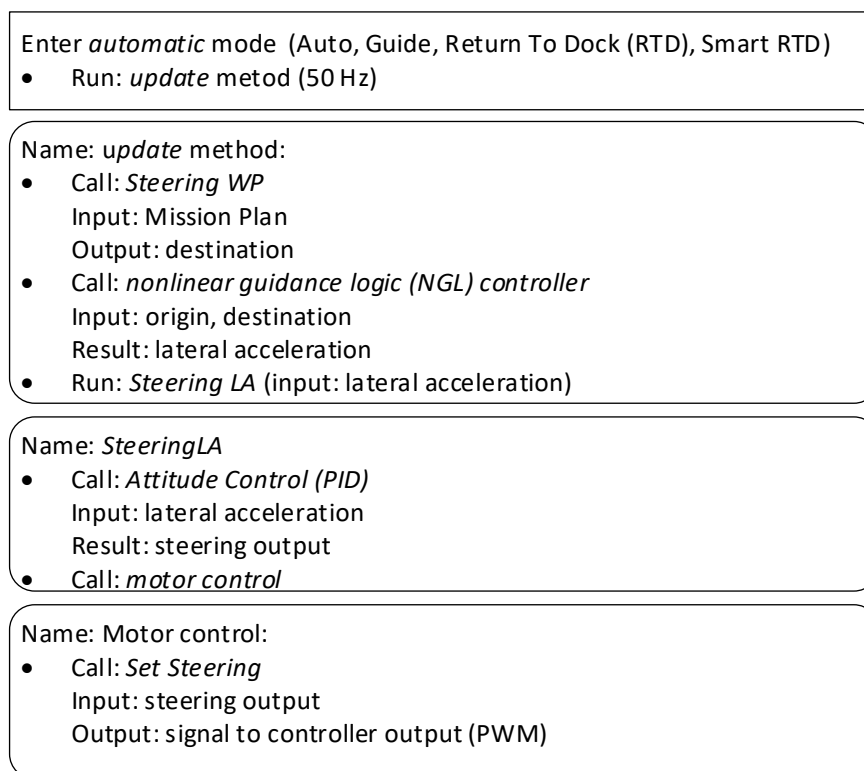 Enter automatic mode (Auto, Guide, Return To Dock (RTD), Smart RTD)
• Run: update metod (50 Hz)
Name: update method:
• Call: Steering WP
Input: Mission Plan
Output: destination
• Call: nonlinear guidance logic (NGL) controller
Input: origin, destination
Result: lateral acceleration
• Run: Steering LA (input: lateral acceleration)
Name: SteeringLA
• Call: Attitude Control (PID)
Input: lateral acceleration
Result: steering output
• Call: motor control
Name: Motor control:
• Call: Set Steering
Input: steering output
Output: signal to controller output (PWM)